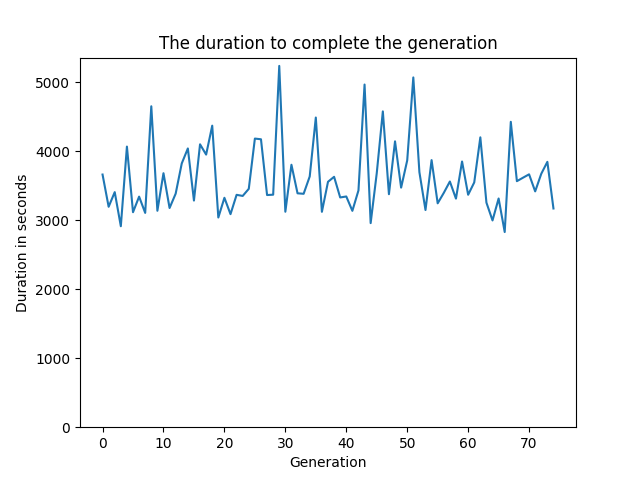 The duration to complete the generation
5000
4000
3000
2000
1000
0
Duration in seconds
0 10 20 30 40 50 60 70
Generation